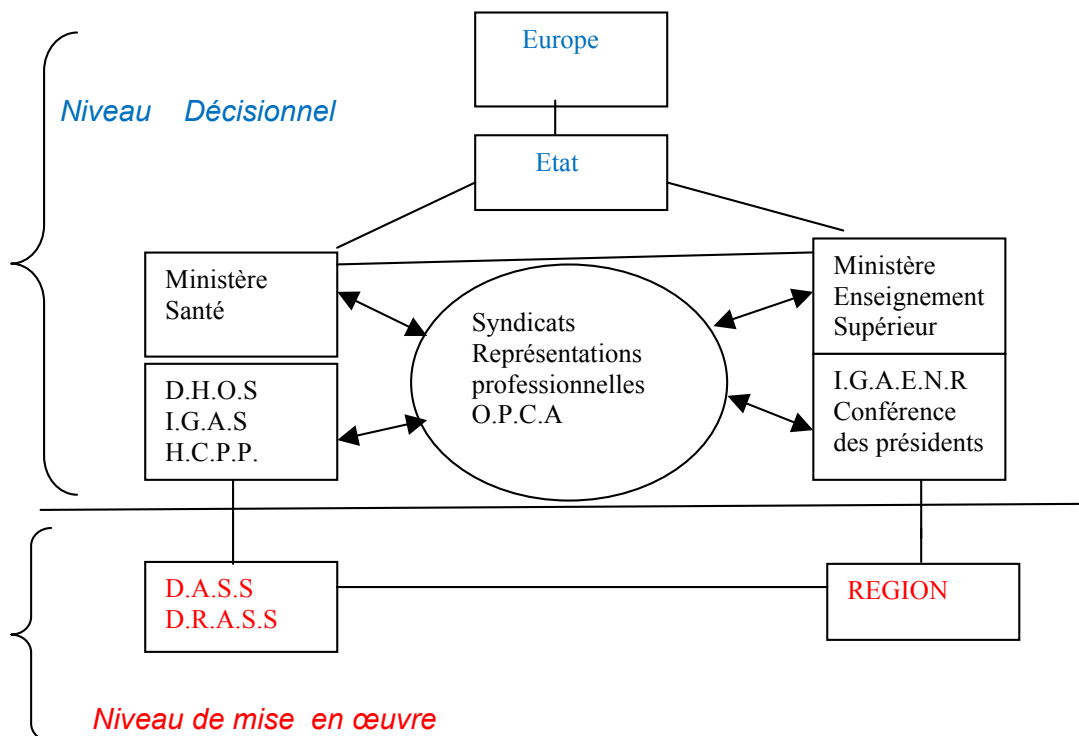 Europe
Niveau Décisionnel
Etat
Ministère
Santé
Syndicats
Représentations
professionnelles
O.P.C.A
Ministère
Enseignement
Supérieur
D.H.O.S
I.G.A.S
H.C.P.P.
I.G.A.E.N.R
Conférence
des présidents
D.A.S.S
D.R.A.S.S
REGION
Niveau de mise en œuvre